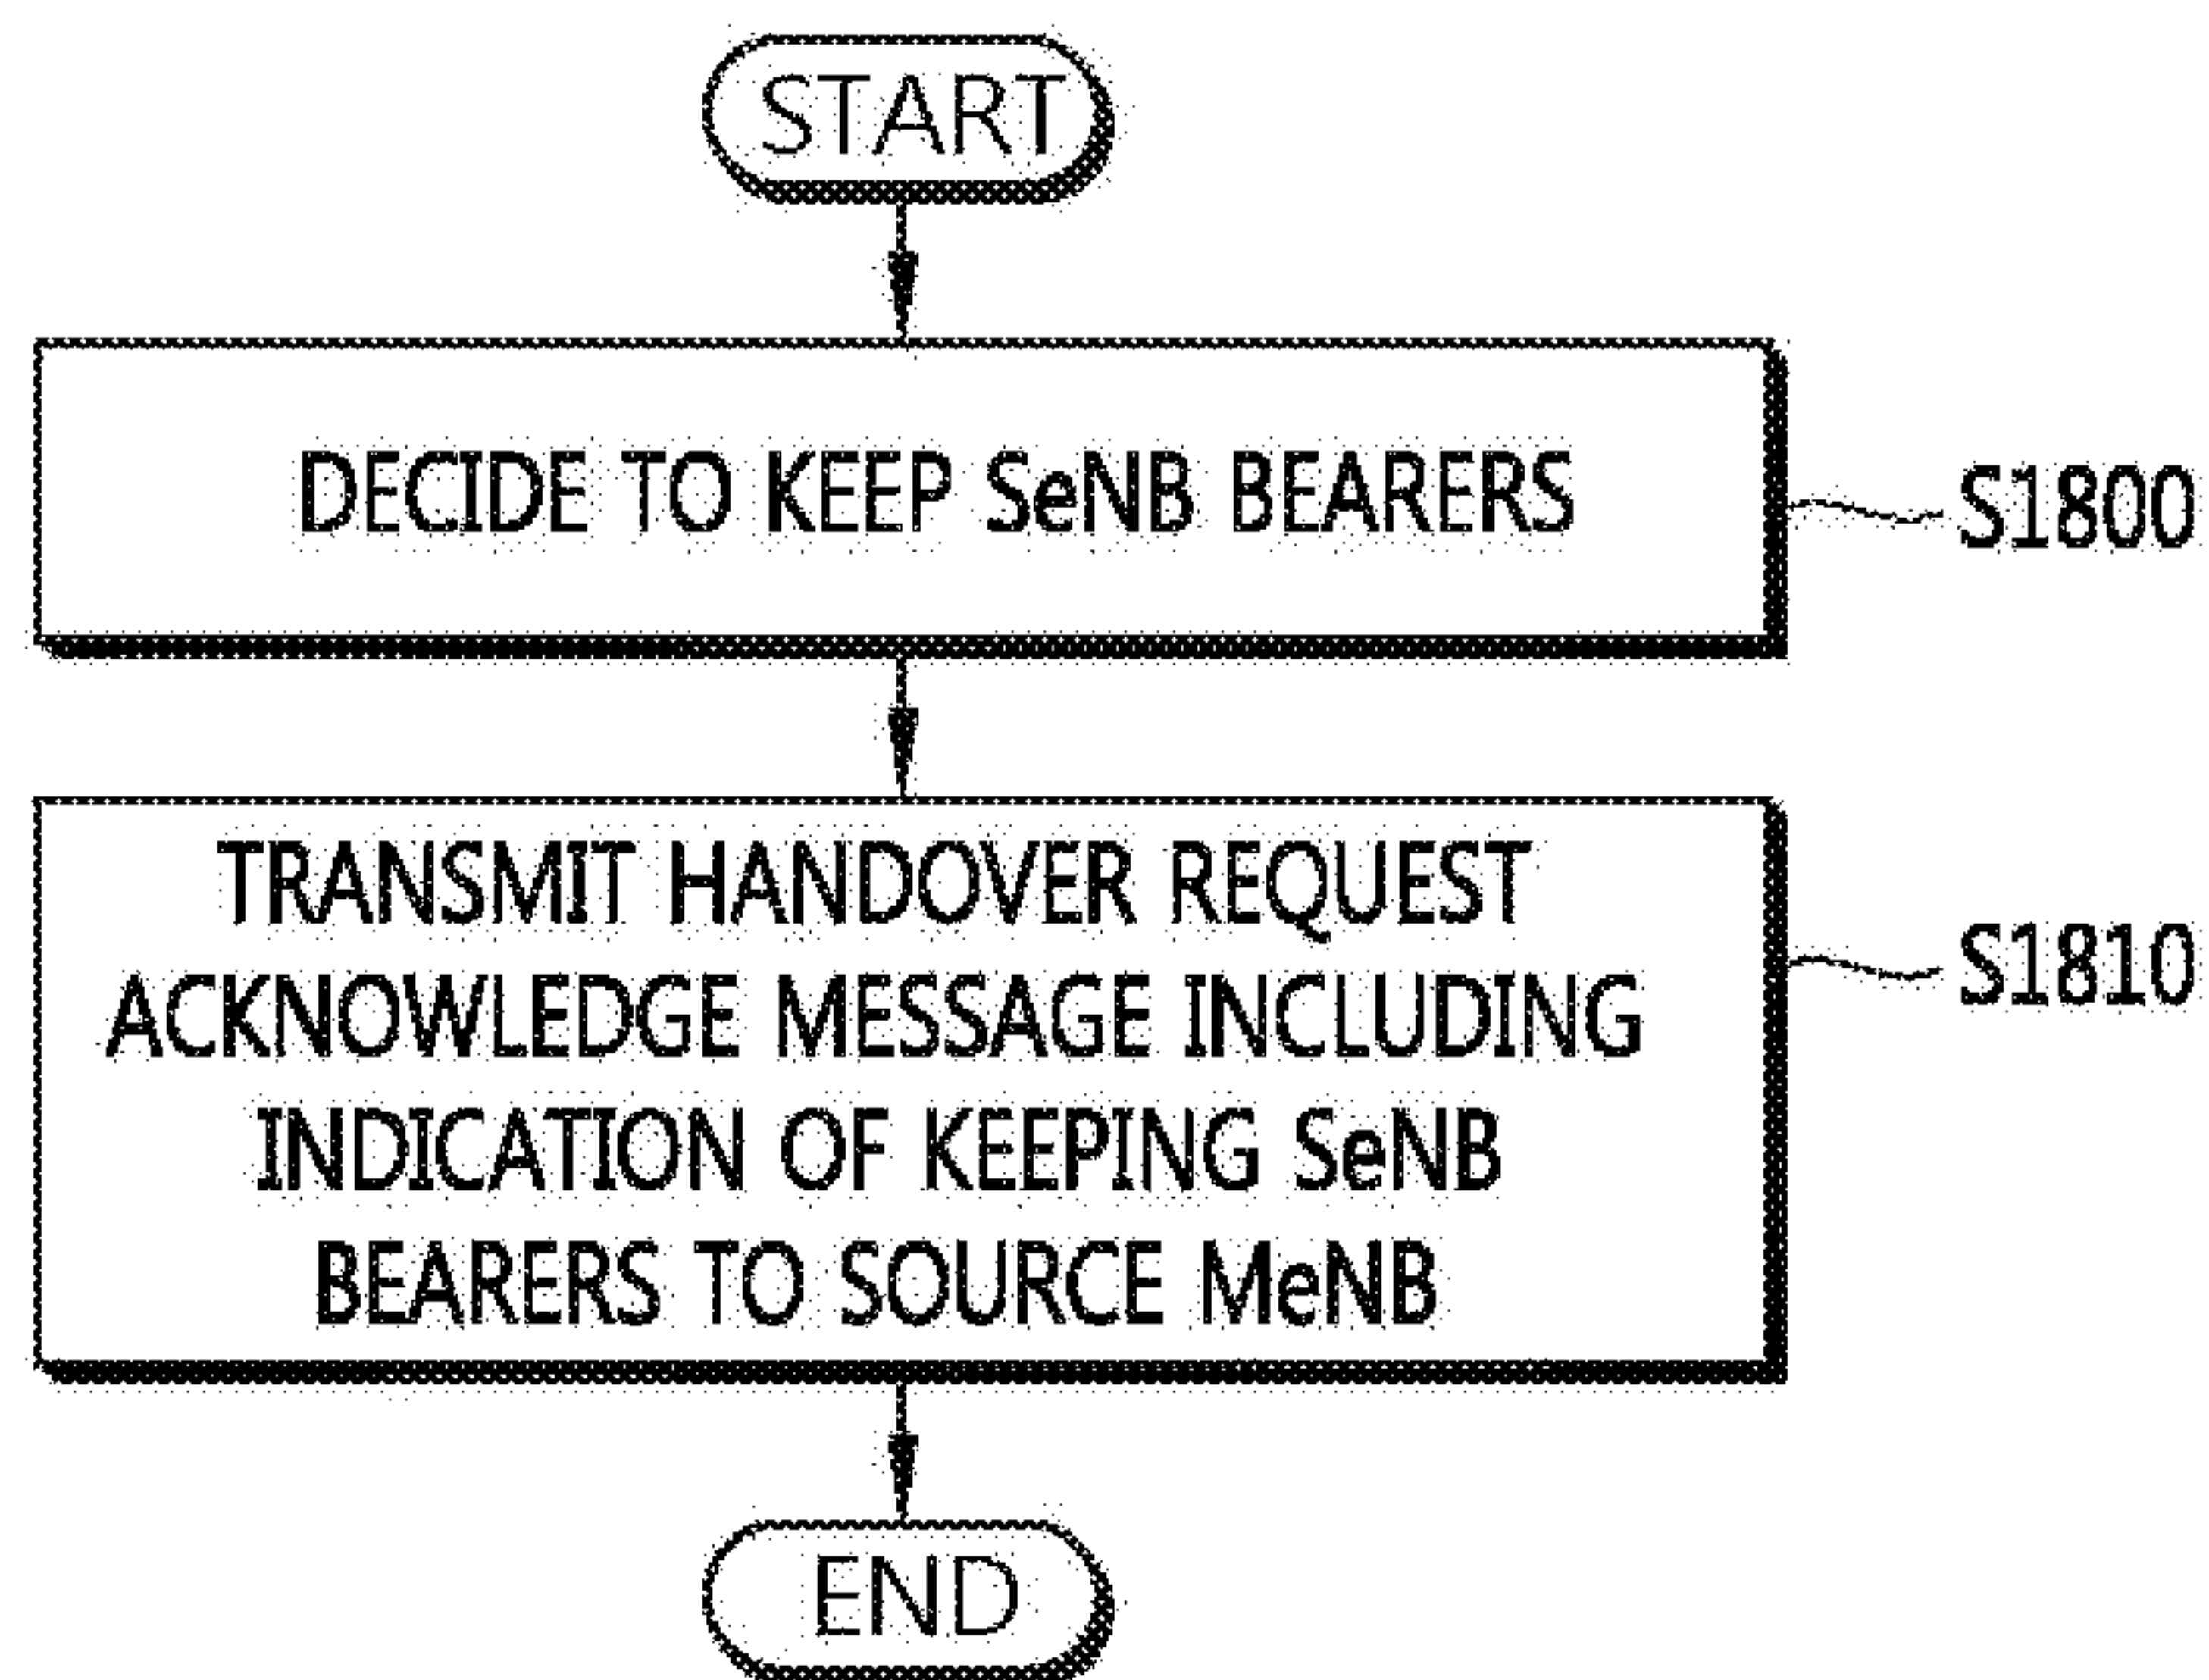 START
DECIDE TO KEEP SeNB BEARERS
S1800
TRANSMIT HANDOVER REQUEST
ACKNOWLEDGE MESSAGE INCLUDING
INDICATION OF KEEPING SeNB
BEARERS TO SOURCE MeNB
S1810
END